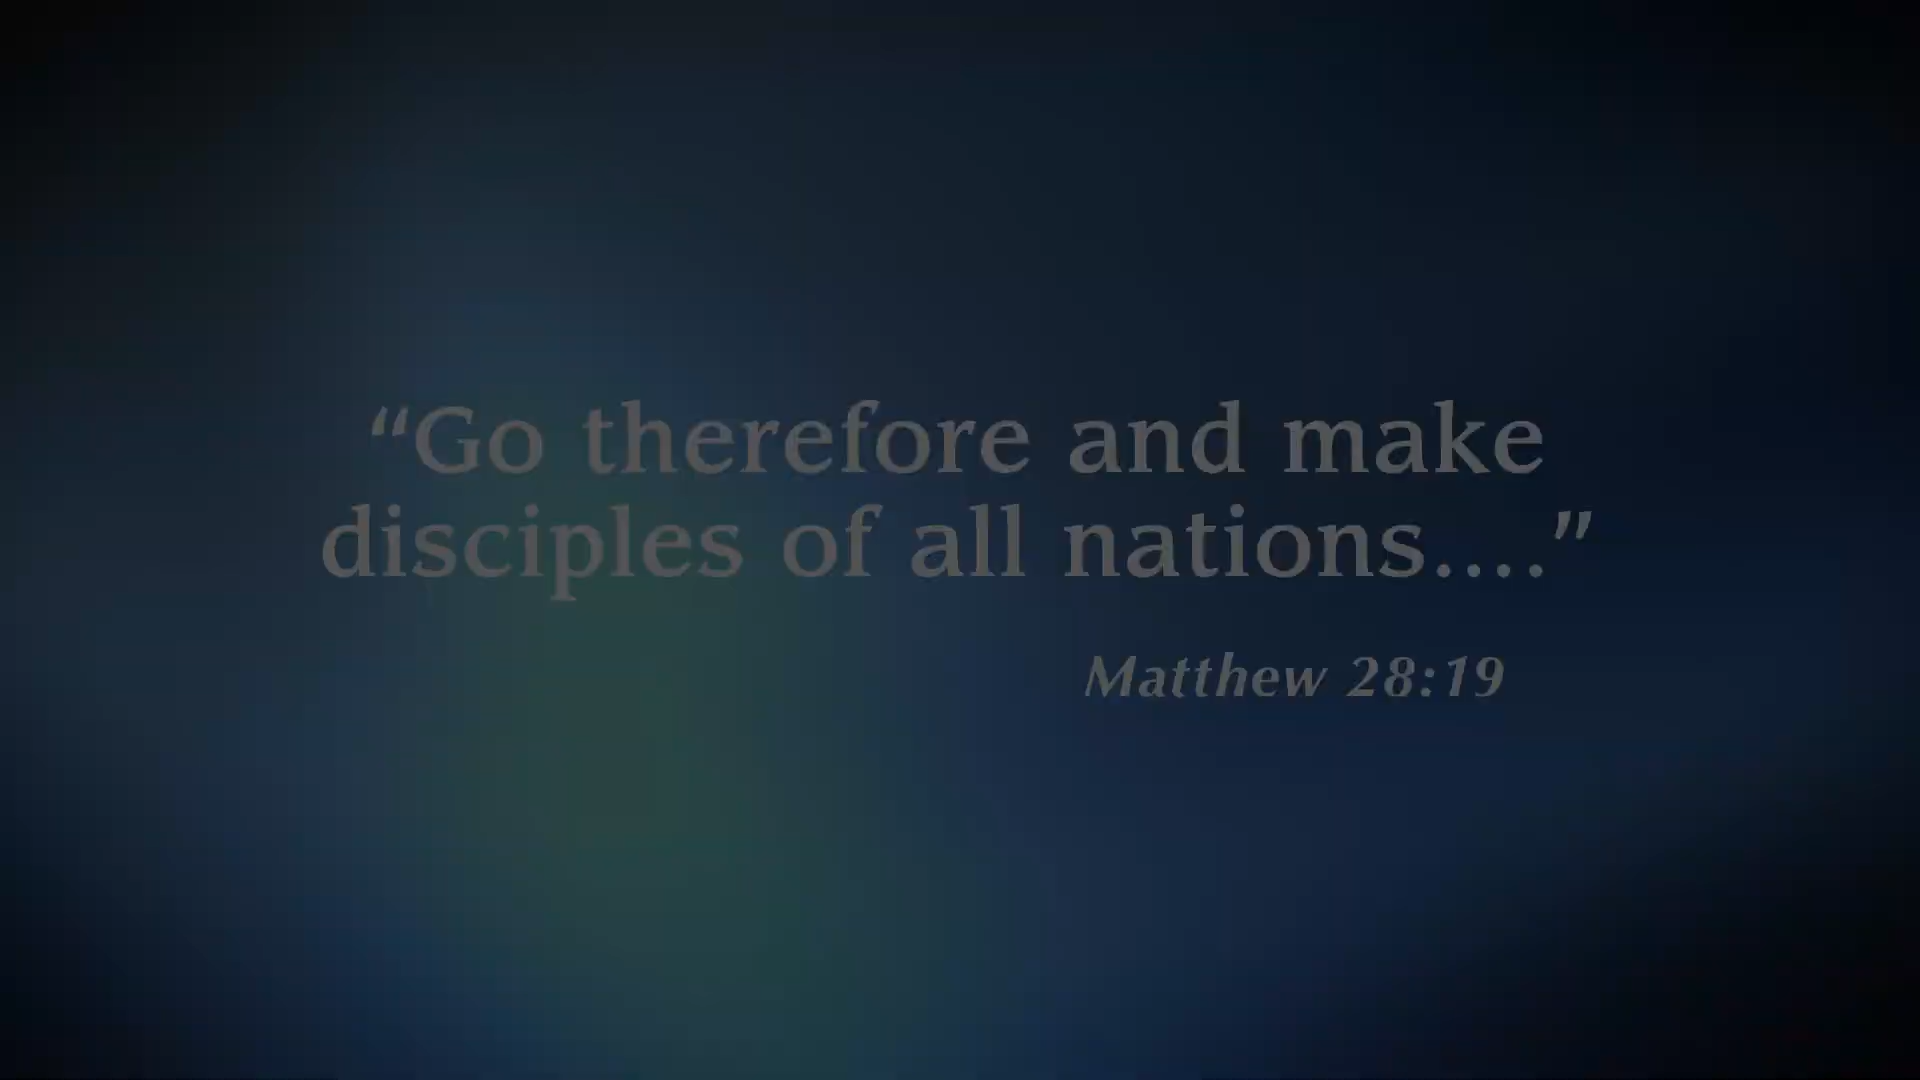 “Go therefore and make
disciples of all nations....”
Matthew 28:19